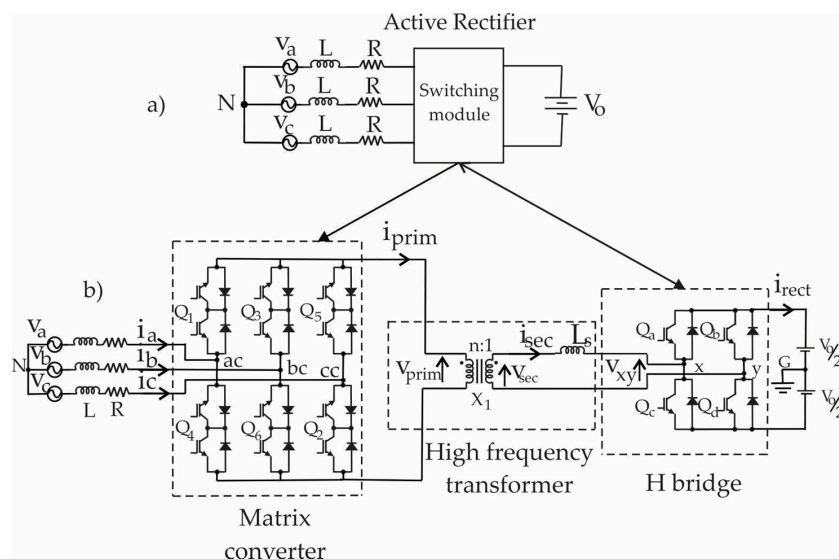 Active Rectifier
Va L R
Vb L R
Vc L R
N
a)
Switching
module
Vo
b)
iprim
irect
Va ia
Vb ib
Vc ic
N
L R
Q1 Q3 Q5
ac bc cc
Q4 Q6 Q2
vprim
n:1
X1
isec
Ls
vsec
vxy
Qa Qb
x y
Qc Qd
G
Vo/2
Vo/2
Matrix
converter
High frequency
transformer
H bridge